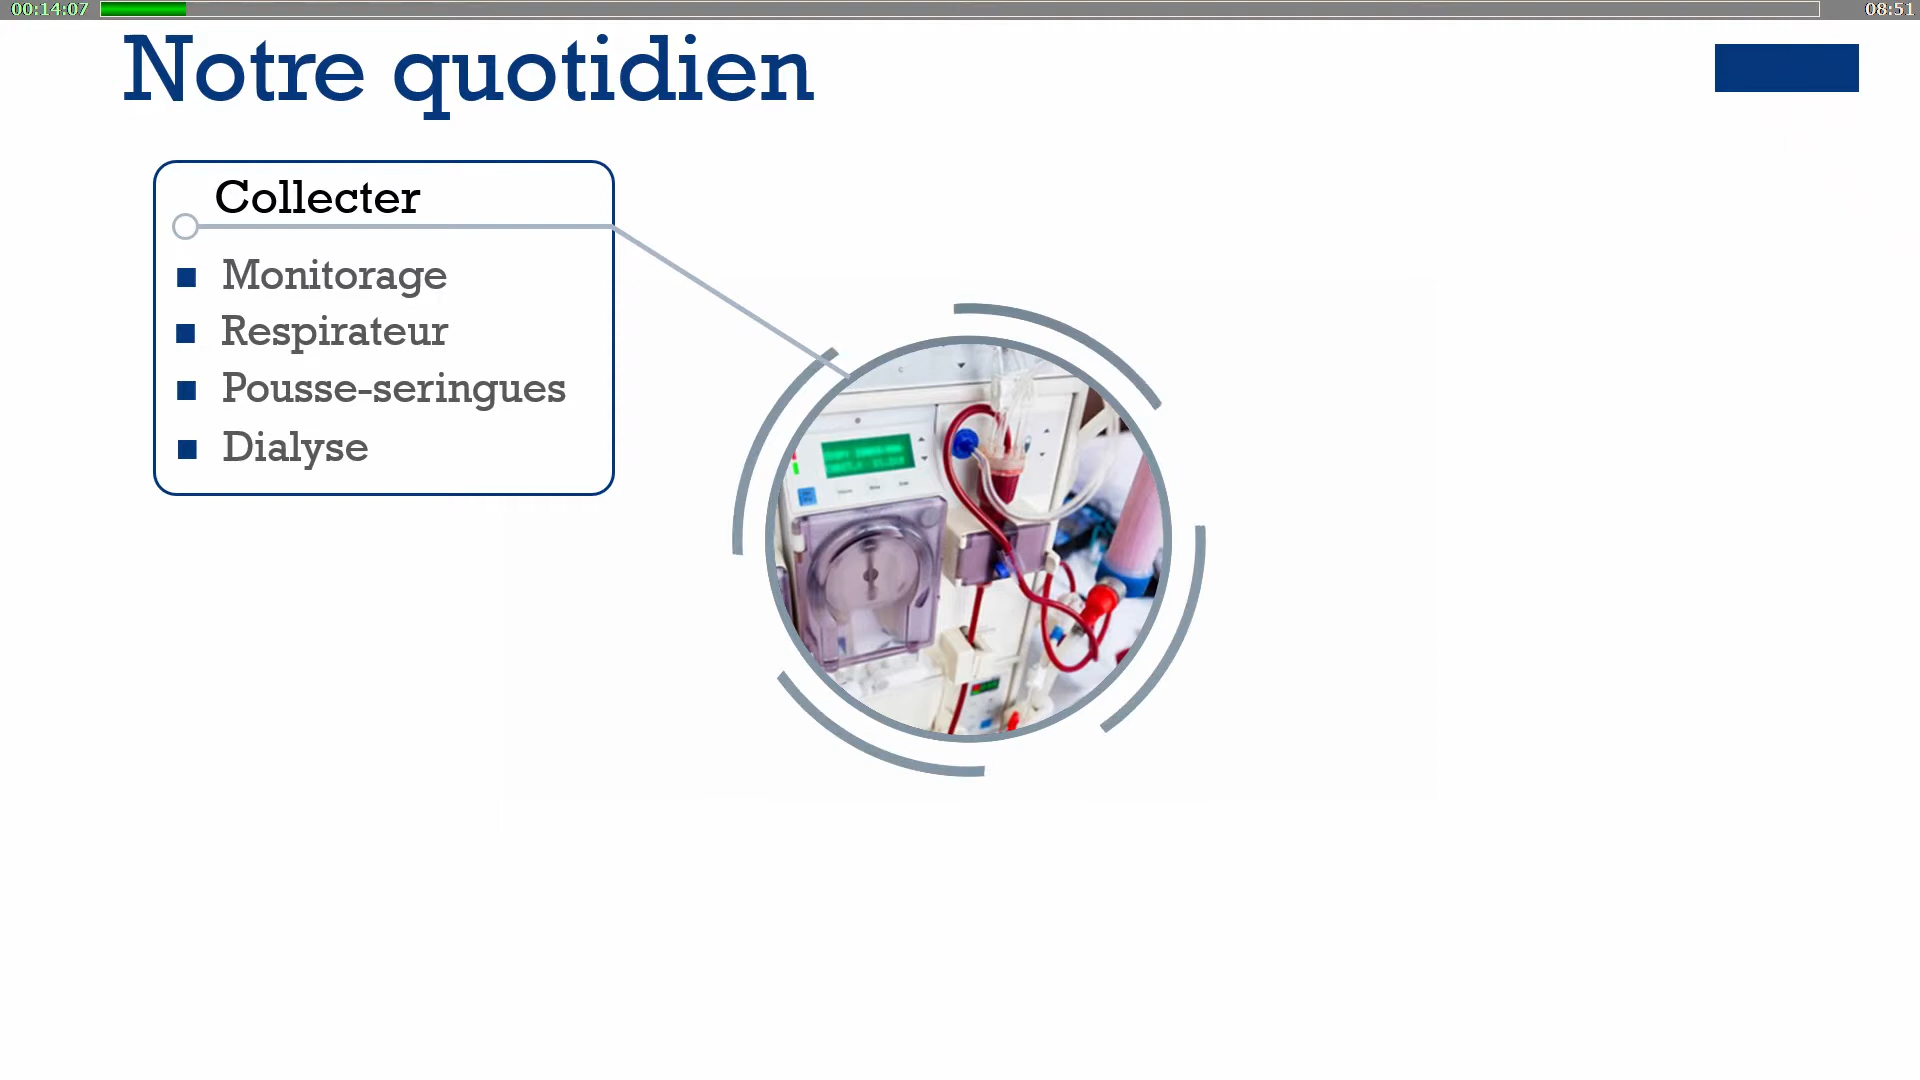 00:14:07
08:51
Notre quotidien
Collecter
Monitorage
Respirateur
Pousse-seringues
Dialyse